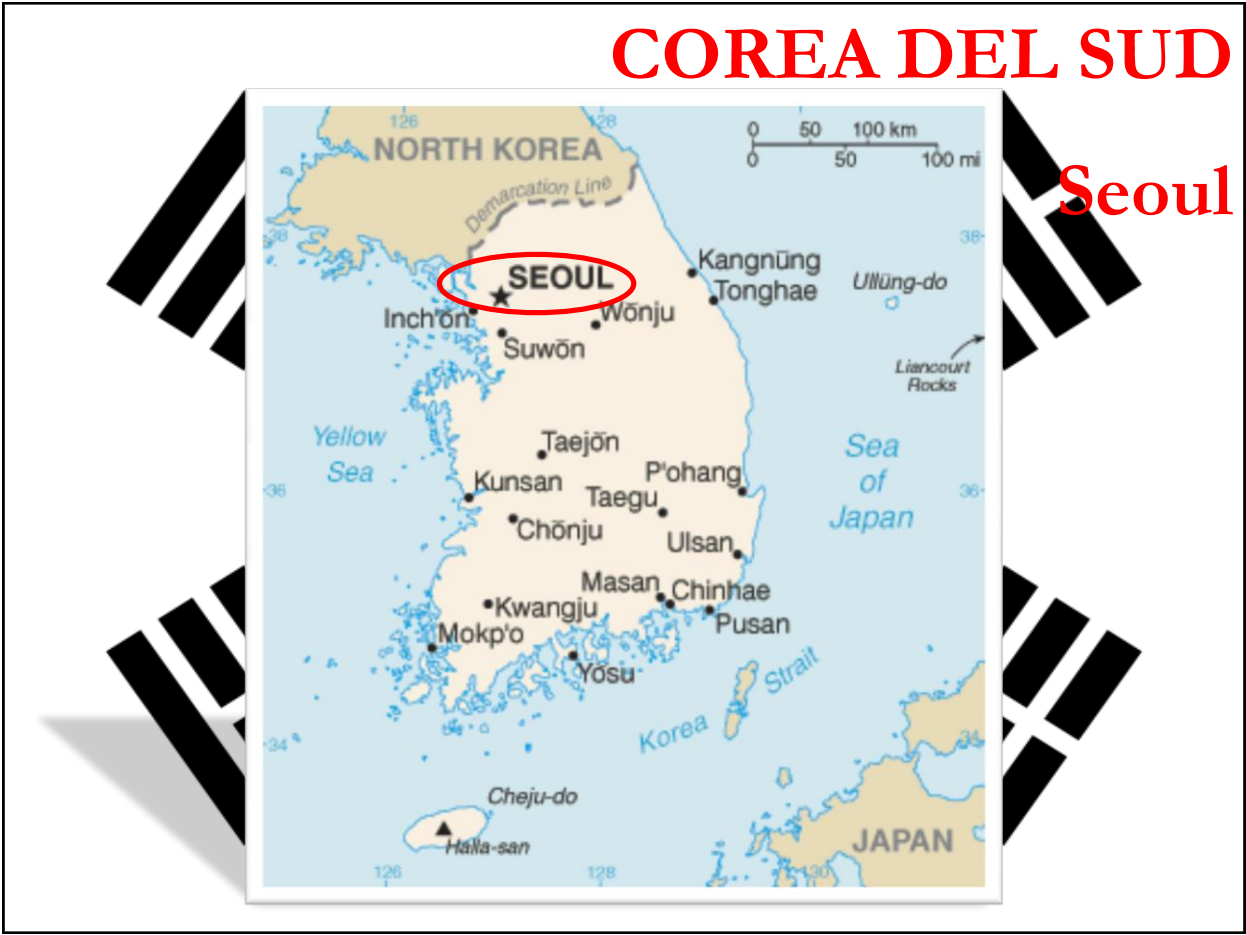 COREA DEL SUD
Seoul
126
128
NORTH KOREA
Demarcation Line
0 50 100 km
0 50 100 mi
38
38
SEOUL
Kangnŭng
Tonghae
Ullŭng-do
Inch'ŏn
Wŏnju
Suwŏn
Liancourt
Rocks
Yellow
Sea
Taejŏn
Sea
of
Japan
P'ohang
Kunsan
Taegu
36
36
Chŏnju
Ulsan
Masan
Chinhae
Kwangju
Pusan
Mokp'o
Yŏsu
Korea Strait
34
34
Cheju-do
Halla-san
JAPAN
126
128
130